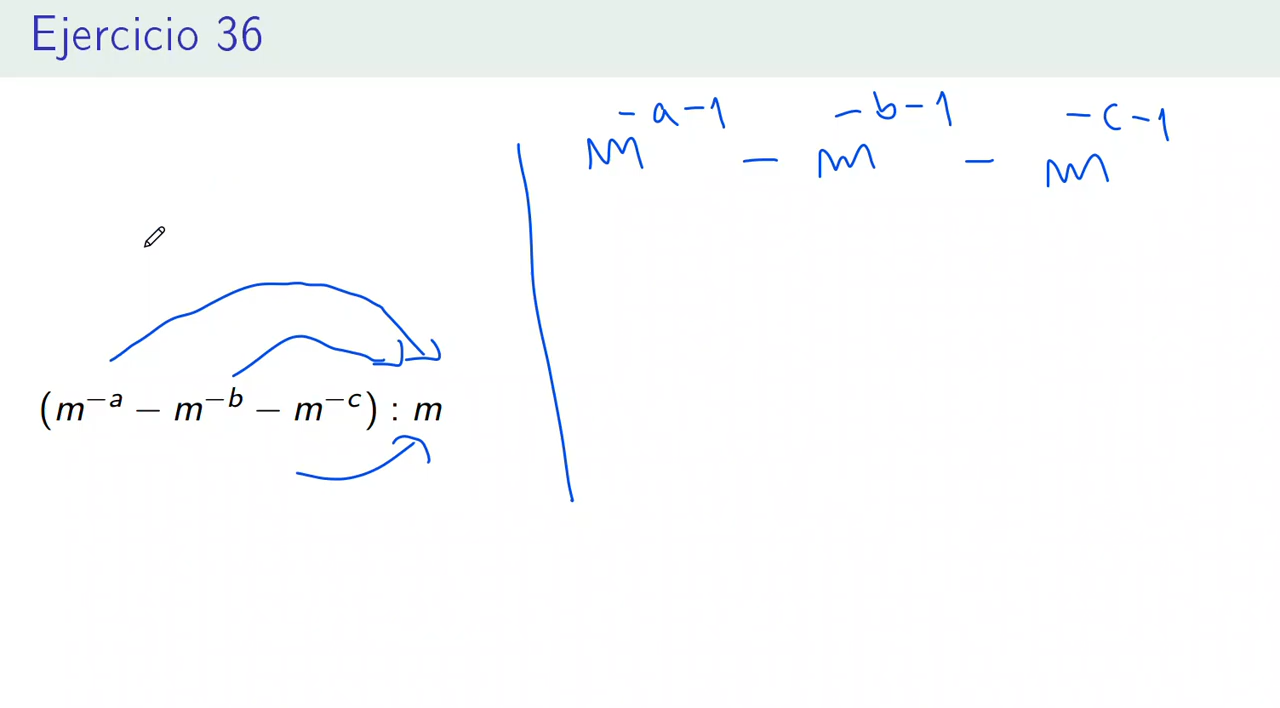 Ejercicio 36
m^{-a-1} - m^{-b-1} - m^{-c-1}
(m^{-a} - m^{-b} - m^{-c}) : m